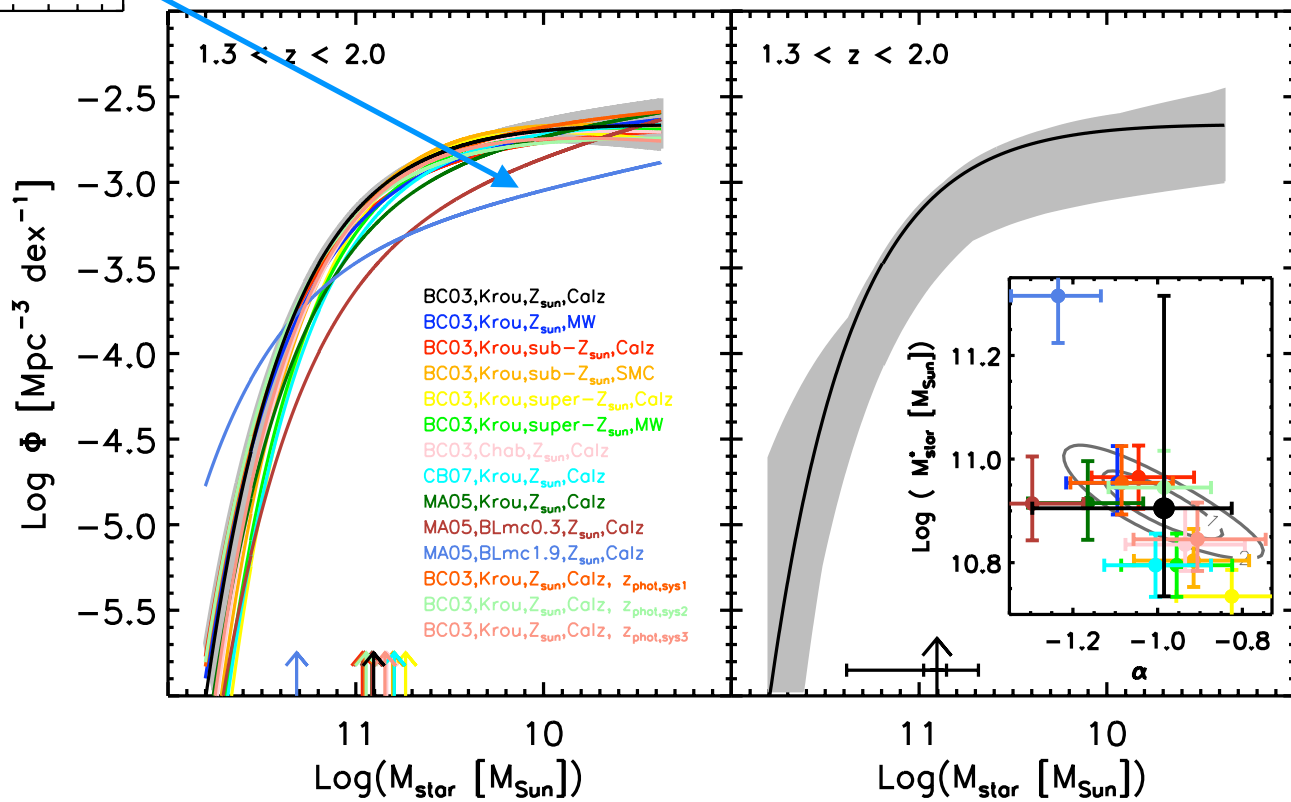 1.3 < z < 2.0
1.3 < z < 2.0
Log Φ [Mpc⁻³ dex⁻¹]
−2.5
−3.0
−3.5
−4.0
−4.5
−5.0
−5.5
BC03,Krou,Z_sun,Calz
BC03,Krou,Z_sun,MW
BC03,Krou,sub−Z_sun,Calz
BC03,Krou,sub−Z_sun,SMC
BC03,Krou,super−Z_sun,Calz
BC03,Krou,super−Z_sun,MW
BC03,Chab,Z_sun,Calz
CB07,Krou,Z_sun,Calz
MA05,Krou,Z_sun,Calz
MA05,BLmc0.3,Z_sun,Calz
MA05,BLmc1.9,Z_sun,Calz
BC03,Krou,Z_sun,Calz, z_phot,sys1
BC03,Krou,Z_sun,Calz, z_phot,sys2
BC03,Krou,Z_sun,Calz, z_phot,sys3
11 10
Log(M_star [M_Sun])
Log ( M*_star [M_Sun])
11.2
11.0
10.8
1
2
−1.2 −1.0 −0.8
α
11 10
Log(M_star [M_Sun])